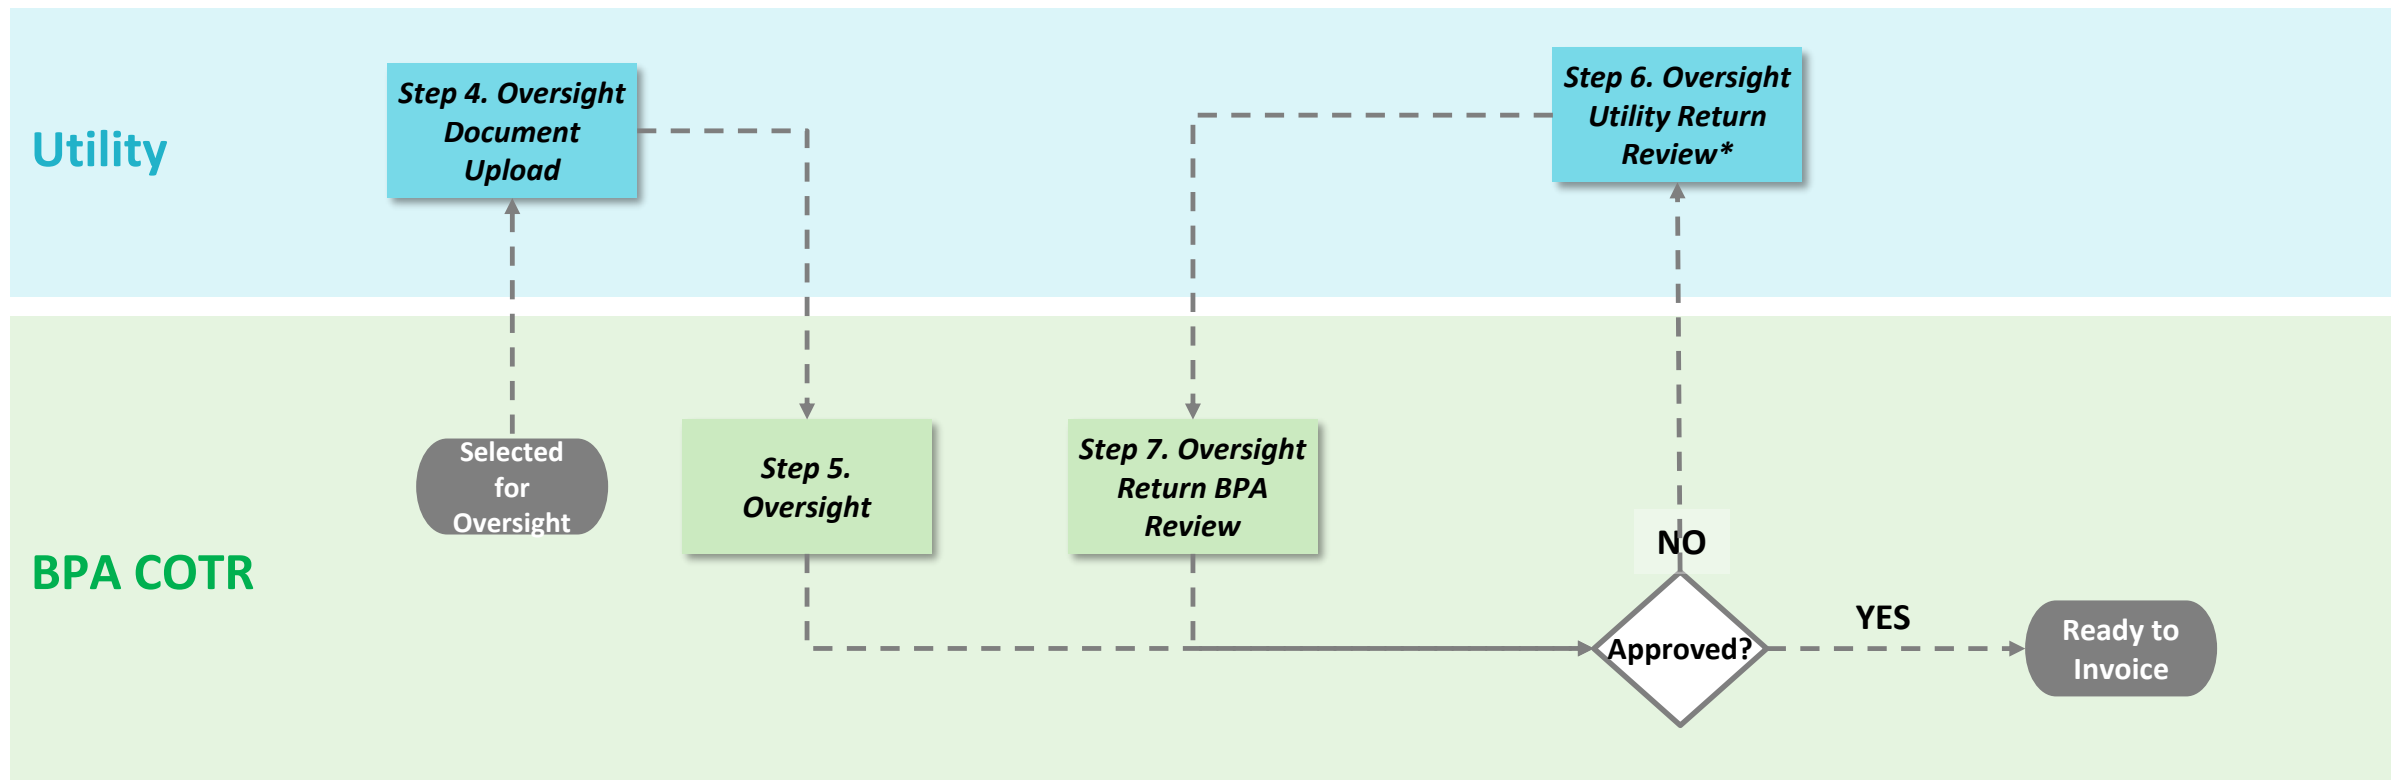 Utility
Step 4. Oversight
Document
Upload
Step 6. Oversight
Utility Return
Review*
BPA COTR
Selected
for
Oversight
Step 5.
Oversight
Step 7. Oversight
Return BPA
Review
NO
Approved?
YES
Ready to
Invoice